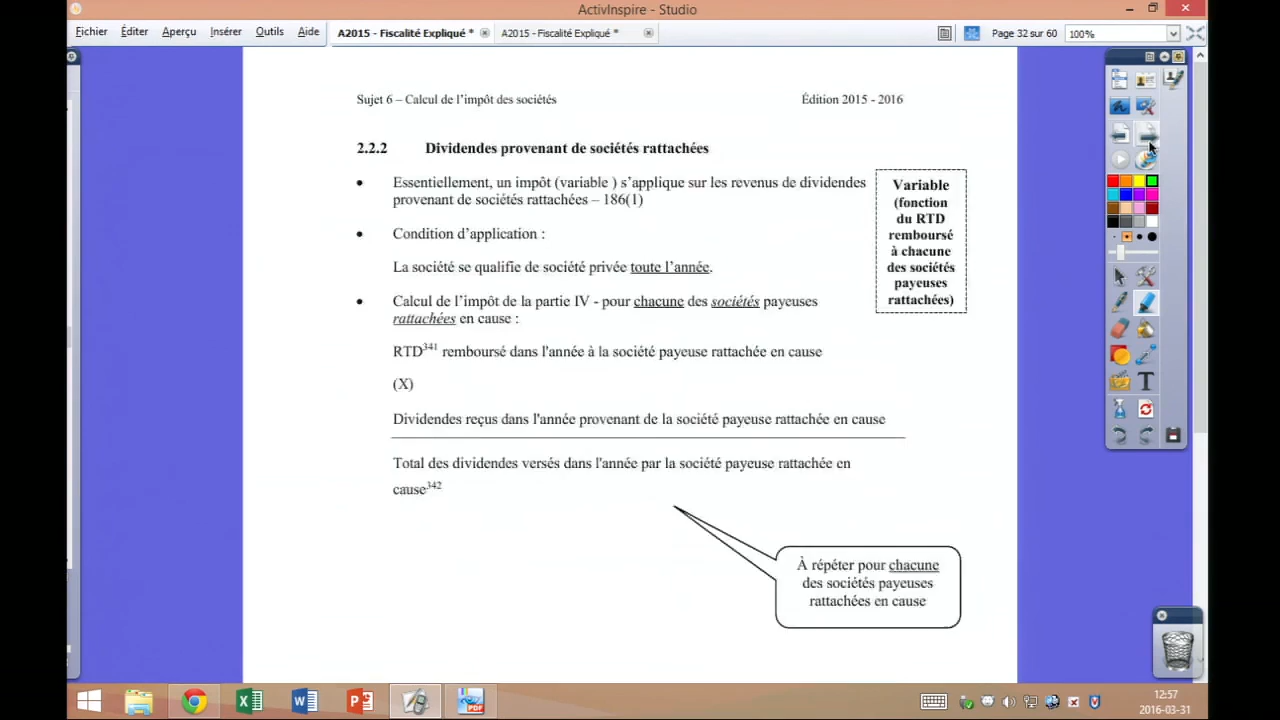 ActivInspire - Studio
Fichier Éditer Aperçu Insérer Outils Aide
A2015 - Fiscalité Expliqué *
A2015 - Fiscalité Expliqué *
Page 32 sur 60
100%
Sujet 6 – Calcul de l'impôt des sociétés
Édition 2015 - 2016
2.2.2 Dividendes provenant de sociétés rattachées
• Essentiellement, un impôt (variable ) s'applique sur les revenus de dividendes
provenant de sociétés rattachées – 186(1)
• Condition d'application :
La société se qualifie de société privée toute l'année.
• Calcul de l'impôt de la partie IV - pour chacune des sociétés payeuses
rattachées en cause :
RTD341 remboursé dans l'année à la société payeuse rattachée en cause
(X)
Dividendes reçus dans l'année provenant de la société payeuse rattachée en cause
Total des dividendes versés dans l'année par la société payeuse rattachée en
cause342
Variable
(fonction
du RTD
remboursé
à chacune
des sociétés
payeuses
rattachées)
À répéter pour chacune
des sociétés payeuses
rattachées en cause
12:57
2016-03-31